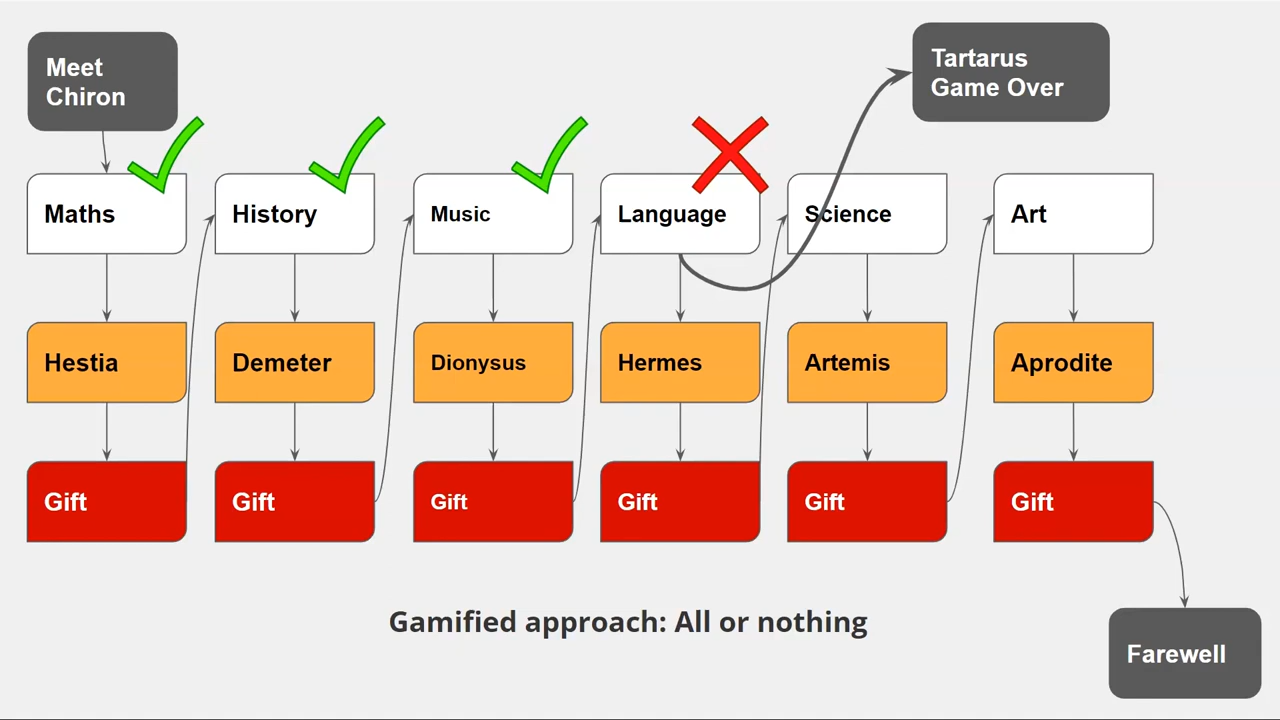 Meet
Chiron
Tartarus
Game Over
Maths
History
Music
Language
Science
Art
Hestia
Demeter
Dionysus
Hermes
Artemis
Aprodite
Gift
Gift
Gift
Gift
Gift
Gift
Gamified approach: All or nothing
Farewell